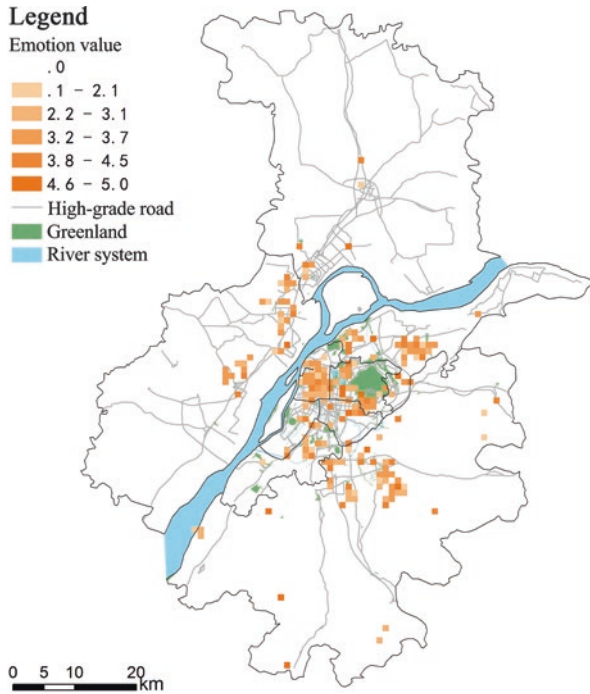 Legend
Emotion value
.0
.1 - 2.1
2.2 - 3.1
3.2 - 3.7
3.8 - 4.5
4.6 - 5.0
High-grade road
Greenland
River system
0 5 10 20
km